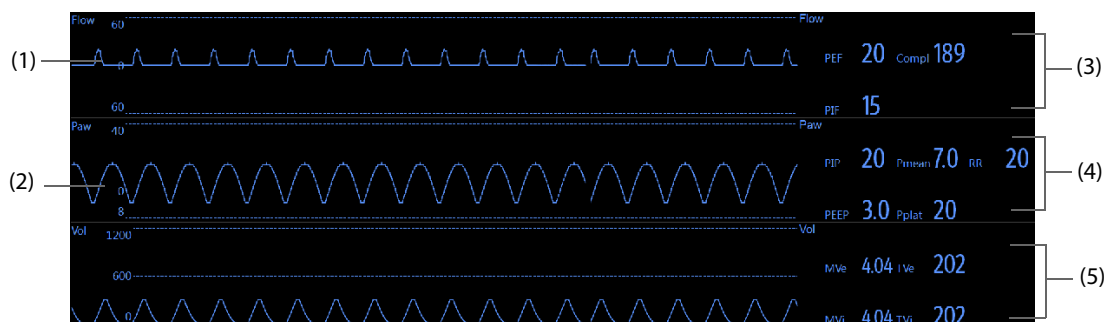 Flow 60 Flow
(1) 0 PEF 20 Compl 189 (3)
60 PIF 15
Paw 40 Paw
PIP 20 Pmean 7.0 RR 20 (4)
(2) 0
8 PEEP 3.0 Pplat 20
Vol 1200 Vol
600 MVe 4.04 TVe 202 (5)
0 MVi 4.04 TVi 202